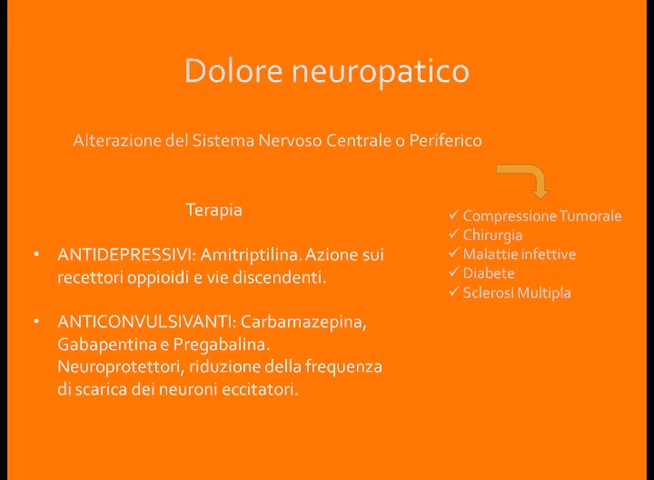 Dolore neuropatico
Alterazione del Sistema Nervoso Centrale o Periferico
Terapia
• ANTIDEPRESSIVI: Amitriptilina. Azione sui
recettori oppioidi e vie discendenti.
• ANTICONVULSIVANTI: Carbamazepina,
Gabapentina e Pregabalina.
Neuroprotettori, riduzione della frequenza
di scarica dei neuroni eccitatori.
✓ Compressione Tumorale
✓ Chirurgia
✓ Malattie infettive
✓ Diabete
✓ Sclerosi Multipla